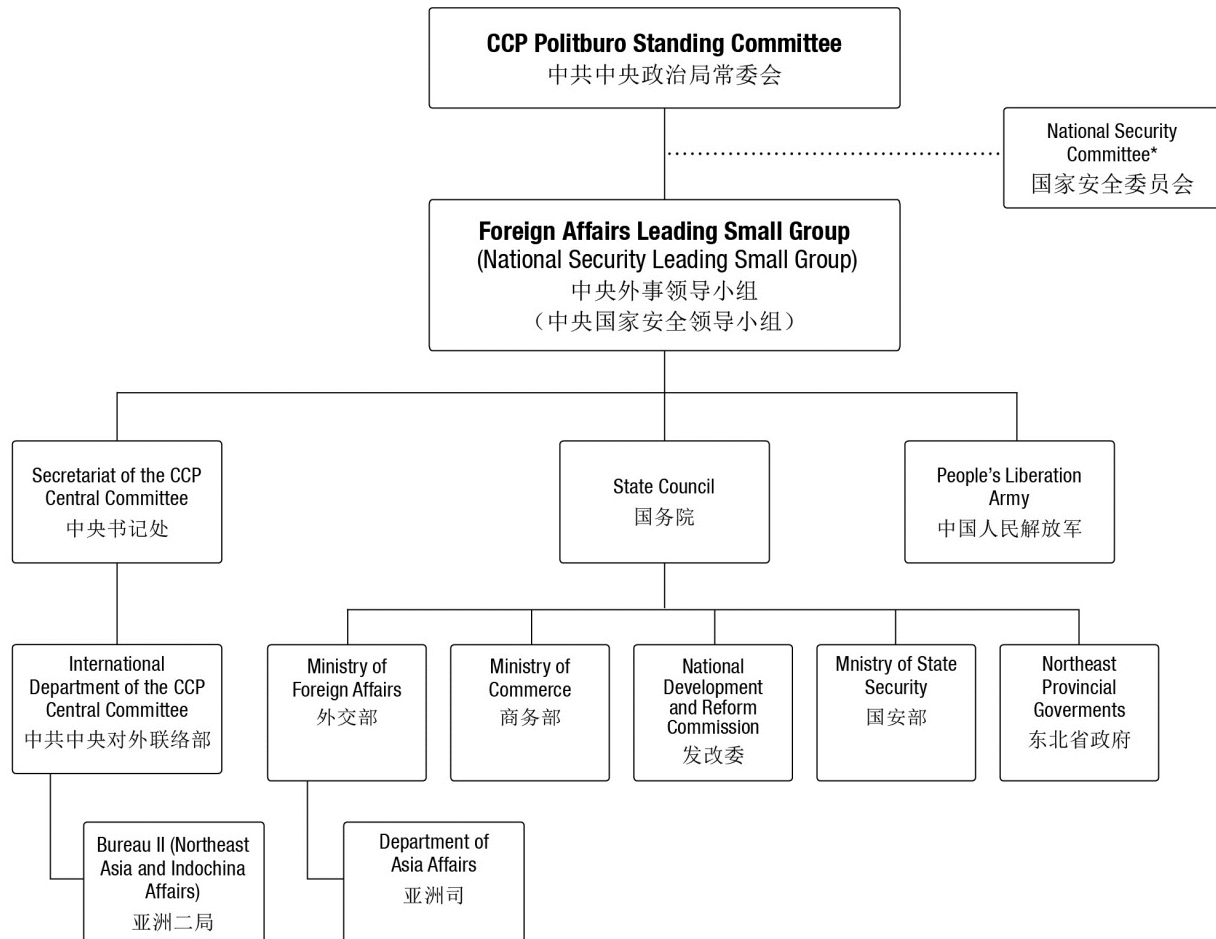 CCP Politburo Standing Committee
中共中央政治局常委会
National Security
Committee*
国家安全委员会
Foreign Affairs Leading Small Group
(National Security Leading Small Group)
中央外事领导小组
（中央国家安全领导小组）
Secretariat of the CCP
Central Committee
中央书记处
State Council
国务院
People's Liberation
Army
中国人民解放军
International
Department of the CCP
Central Committee
中共中央对外联络部
Ministry of
Foreign Affairs
外交部
Ministry of
Commerce
商务部
National
Development
and Reform
Commission
发改委
Mnistry of State
Security
国安部
Northeast
Provincial
Goverments
东北省政府
Bureau II (Northeast
Asia and Indochina
Affairs)
亚洲二局
Department of
Asia Affairs
亚洲司